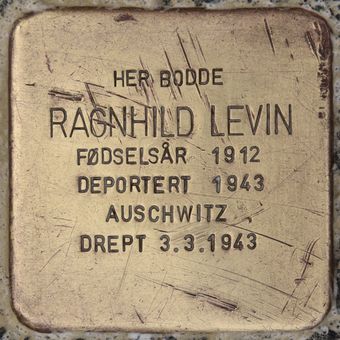 HER BODDE
RAGNHILD LEVIN
FØDSELSÅR 1912
DEPORTERT 1943
AUSCHWITZ
DREPT 3.3.1943